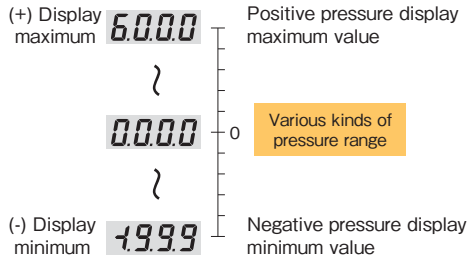 (+) Display
maximum
6.0.0.0
Positive pressure display
maximum value
0.0.0.0
0
Various kinds of
pressure range
(-) Display
minimum
-1.9.9.9
Negative pressure display
minimum value